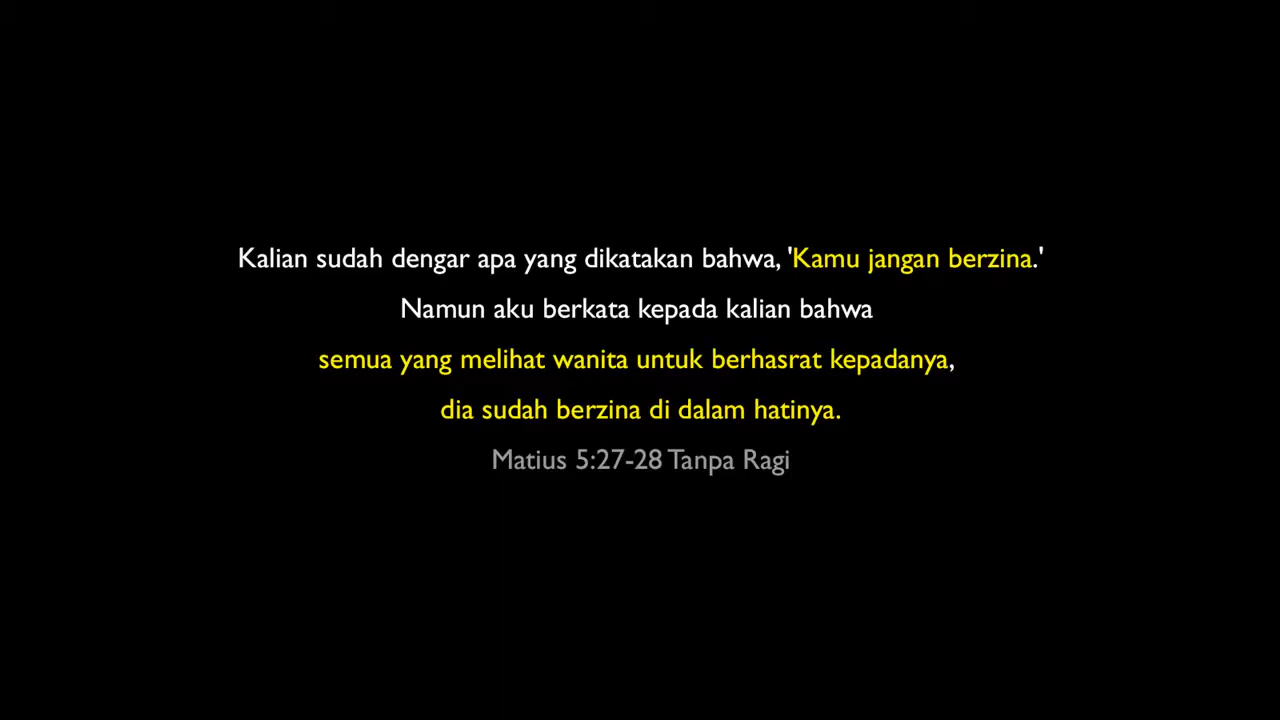 Kalian sudah dengar apa yang dikatakan bahwa, 'Kamu jangan berzina.'
Namun aku berkata kepada kalian bahwa
semua yang melihat wanita untuk berhasrat kepadanya,
dia sudah berzina di dalam hatinya.
Matius 5:27-28 Tanpa Ragi